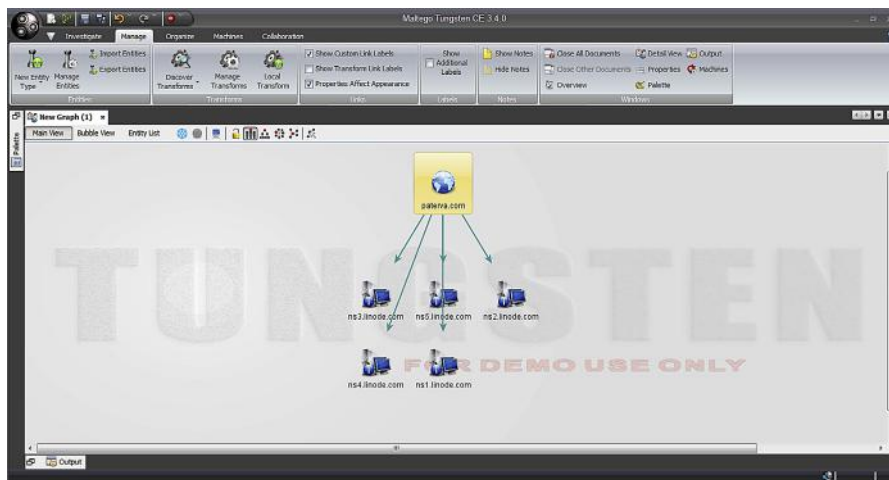 Maltego Tungsten CE 3.4.0
Investigate Manage Organize Machines Collaboration
New Entity Type
Manage Entities
Import Entities
Export Entities
Entities
Discover Transforms
Manage Transforms
Local Transform
Transforms
Show Custom Link Labels
Show Transform Link Labels
Properties Affect Appearance
Links
Show Additional Labels
Labels
Show Notes
Hide Notes
Notes
Close All Documents Detail View Output
Close Other Documents Properties Machines
Overview Palette
Windows
New Graph (1)
Palette
Main View Bubble View Entity List
paterva.com
TUNGSTEN
ns3.linode.com ns5.linode.com ns2.linode.com
FOR DEMO USE ONLY
ns4.linode.com ns1.linode.com
Output